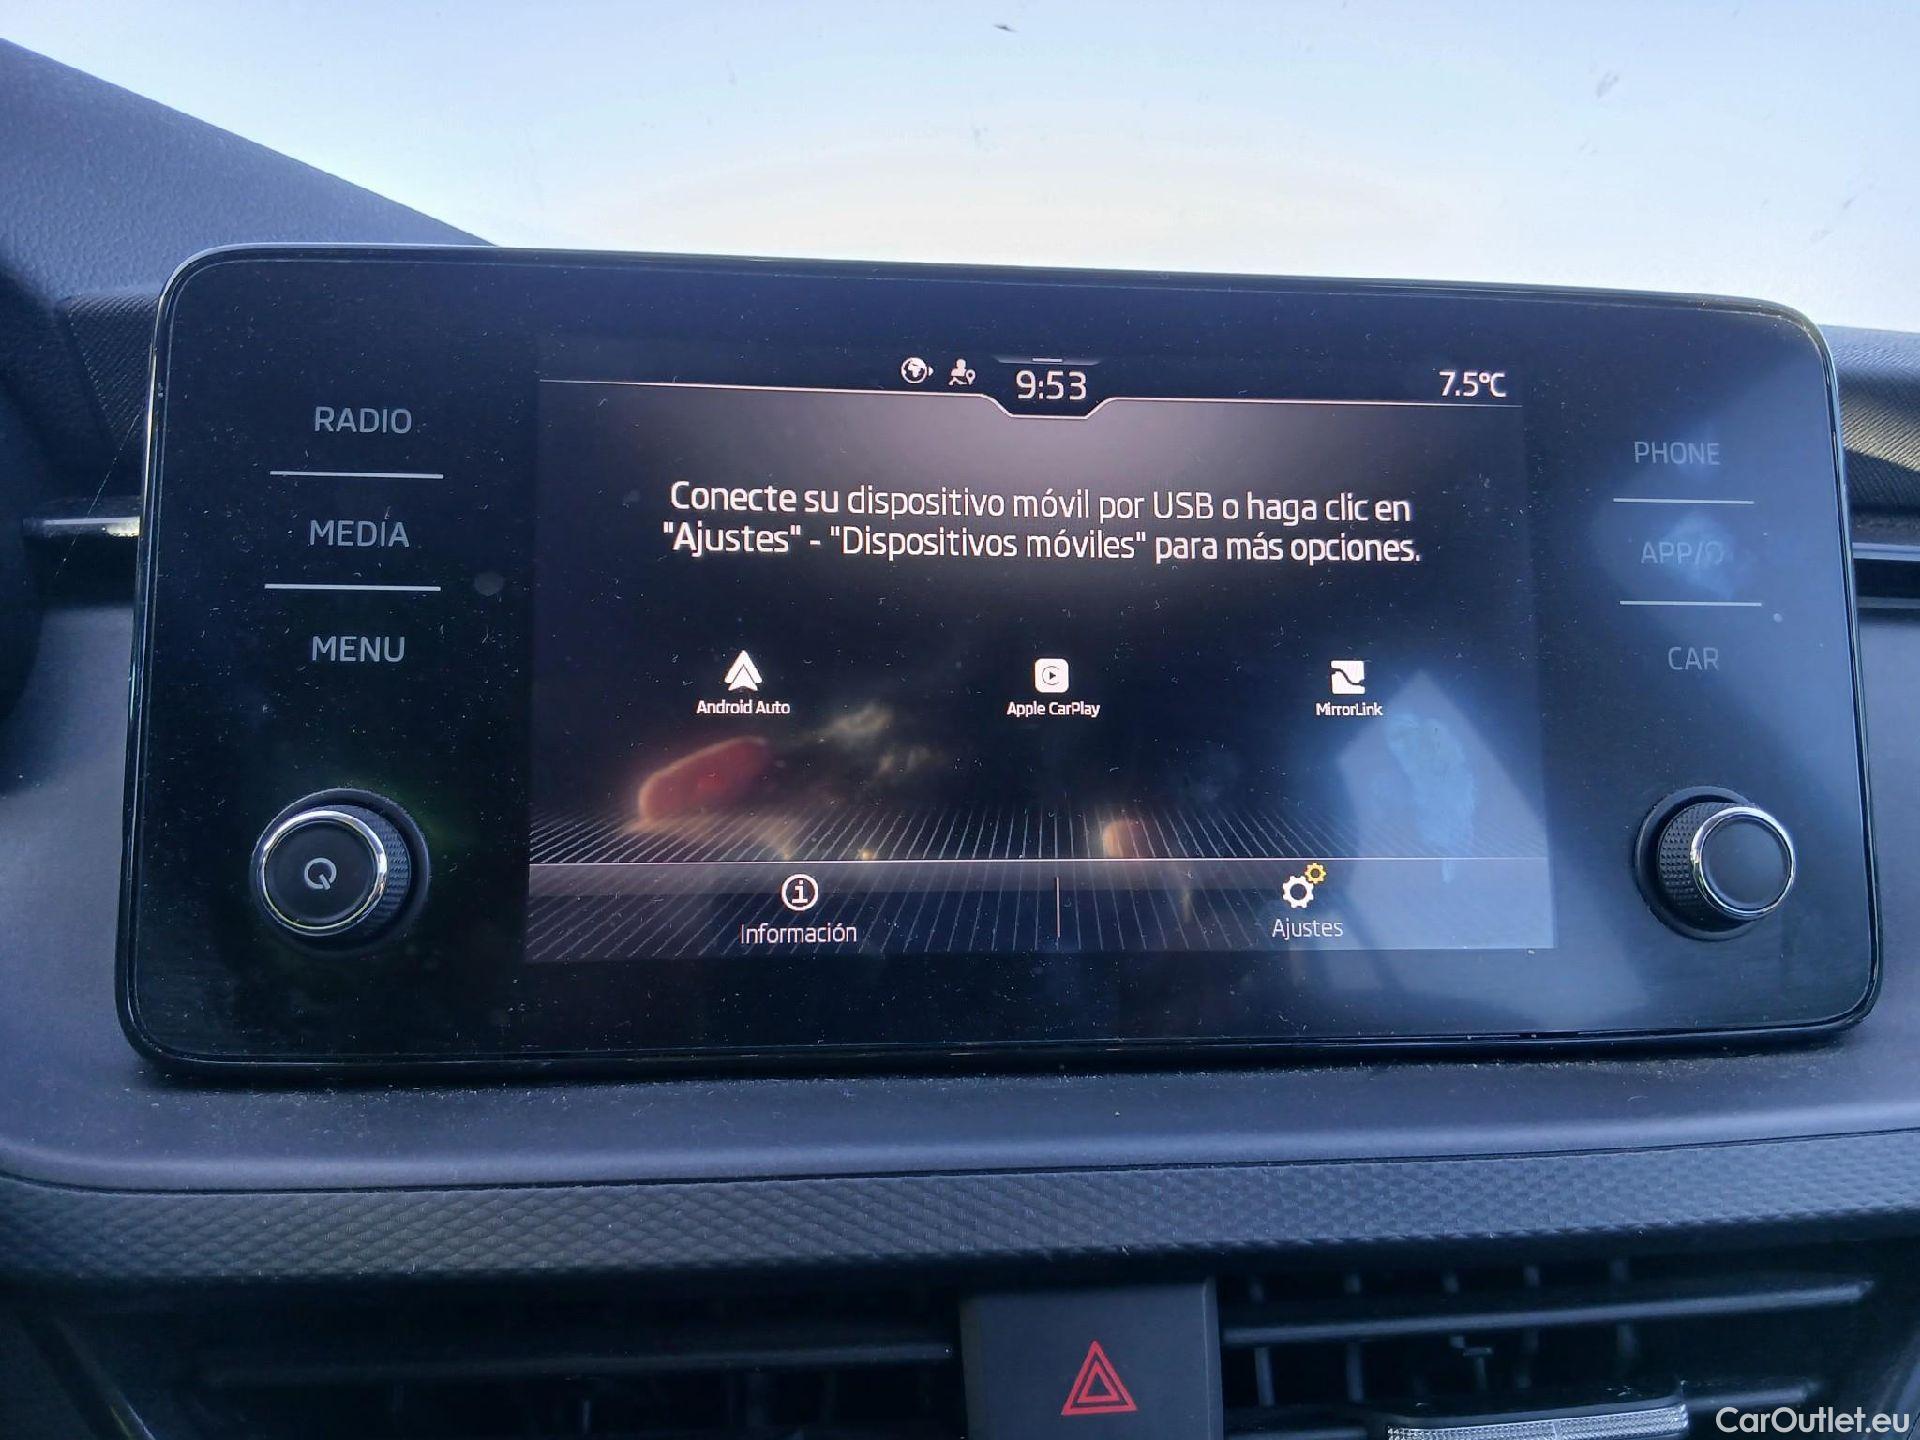 9:53
7.5°C
RADIO
MEDIA
MENU
Conecte su dispositivo móvil por USB o haga clic en
"Ajustes" - "Dispositivos móviles" para más opciones.
Android Auto
Apple CarPlay
MirrorLink
Información
Ajustes
PHONE
APP/
CAR
CarOutlet.eu